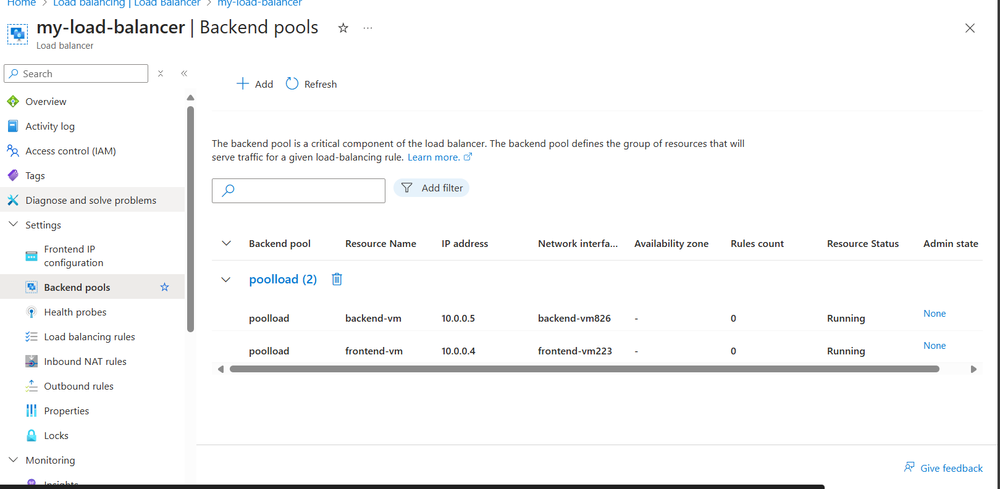 Home > Load balancing | Load Balancer > my-load-balancer
my-load-balancer | Backend pools
Load balancer
Search
Add
Refresh
Overview
Activity log
Access control (IAM)
Tags
Diagnose and solve problems
Settings
Frontend IP
configuration
Backend pools
Health probes
Load balancing rules
Inbound NAT rules
Outbound rules
Properties
Locks
Monitoring
Insights
The backend pool is a critical component of the load balancer. The backend pool defines the group of resources that will
serve traffic for a given load-balancing rule. Learn more.
Add filter
Backend pool Resource Name IP address Network interfa... Availability zone Rules count Resource Status Admin state
poolload (2)
poolload backend-vm 10.0.0.5 backend-vm826 - 0 Running None
poolload frontend-vm 10.0.0.4 frontend-vm223 - 0 Running None
Give feedback